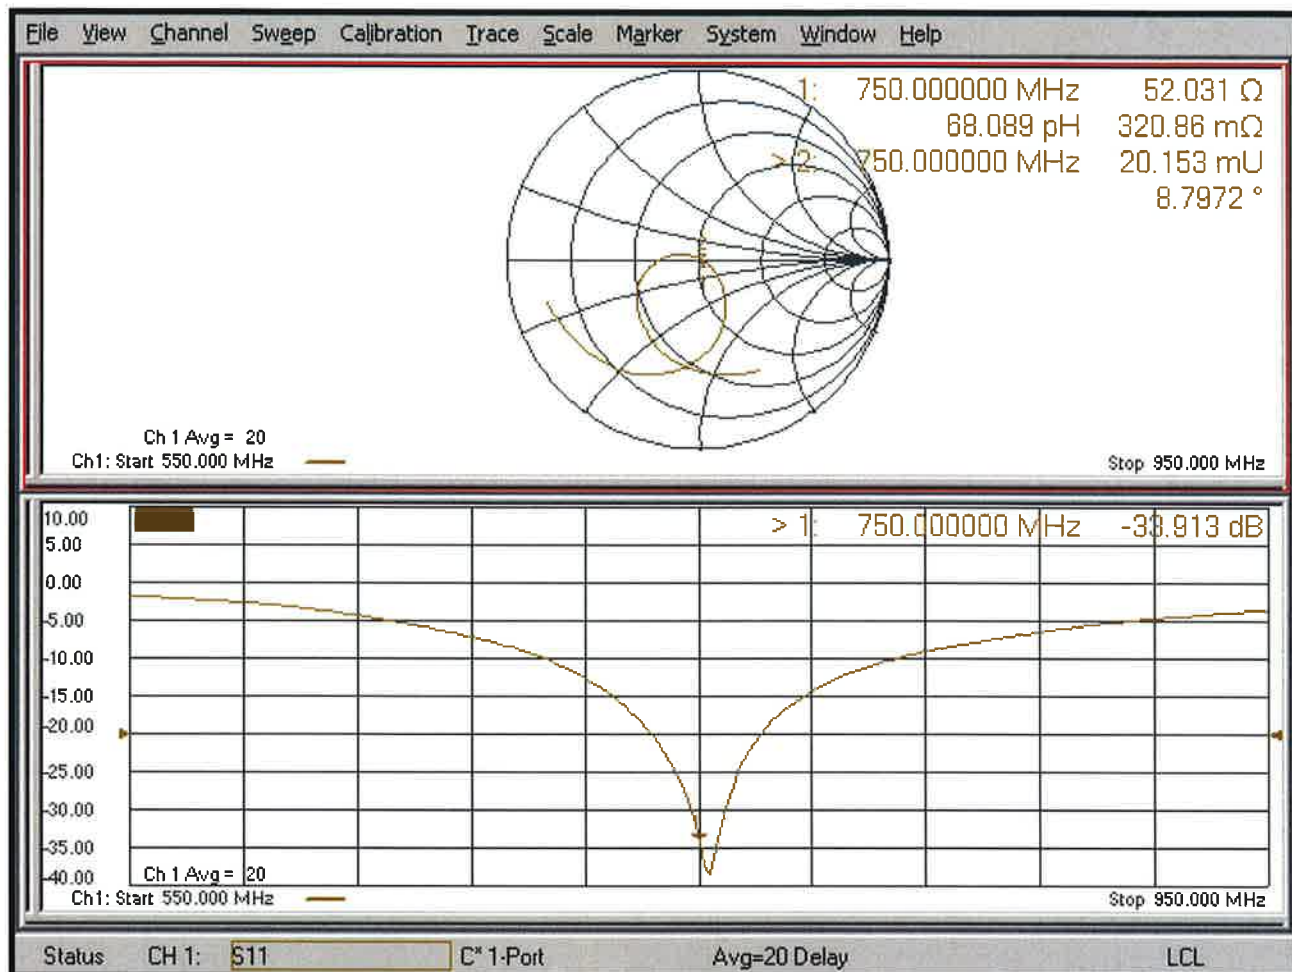 File View Channel Sweep Calibration Trace Scale Marker System Window Help
1: 750.000000 MHz 52.031 Ω
68.089 pH 320.86 mΩ
> 2: 750.000000 MHz 20.153 mU
8.7972 °
Ch 1 Avg = 20
Ch1: Start 550.000 MHz
Stop 950.000 MHz
10.00
> 1: 750.000000 MHz -33.913 dB
5.00
0.00
-5.00
-10.00
-15.00
-20.00
-25.00
-30.00
-35.00
-40.00
Ch 1 Avg = 20
Ch1: Start 550.000 MHz
Stop 950.000 MHz
Status CH 1: S11 C* 1-Port Avg=20 Delay LCL